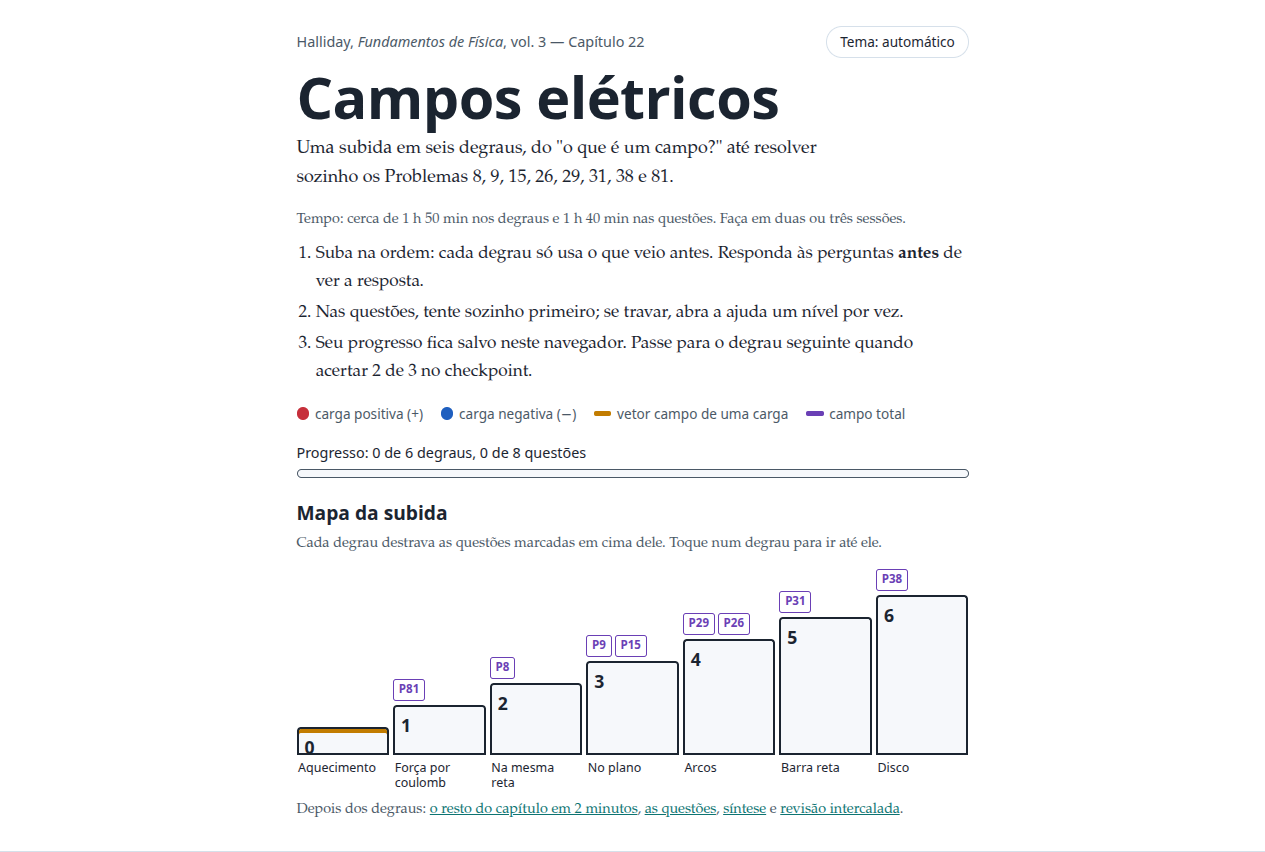 Halliday, Fundamentos de Física, vol. 3 — Capítulo 22
Tema: automático
Campos elétricos
Uma subida em seis degraus, do "o que é um campo?" até resolver
sozinho os Problemas 8, 9, 15, 26, 29, 31, 38 e 81.
Tempo: cerca de 1 h 50 min nos degraus e 1 h 40 min nas questões. Faça em duas ou três sessões.
1. Suba na ordem: cada degrau só usa o que veio antes. Responda às perguntas antes de
ver a resposta.
2. Nas questões, tente sozinho primeiro; se travar, abra a ajuda um nível por vez.
3. Seu progresso fica salvo neste navegador. Passe para o degrau seguinte quando
acertar 2 de 3 no checkpoint.
carga positiva (+) carga negativa (−) vetor campo de uma carga campo total
Progresso: 0 de 6 degraus, 0 de 8 questões
Mapa da subida
Cada degrau destrava as questões marcadas em cima dele. Toque num degrau para ir até ele.
P81 P8 P9 P15 P29 P26 P31 P38
0 1 2 3 4 5 6
Aquecimento
Força por
coulomb
Na mesma
reta
No plano
Arcos
Barra reta
Disco
Depois dos degraus: o resto do capítulo em 2 minutos, as questões, síntese e revisão intercalada.